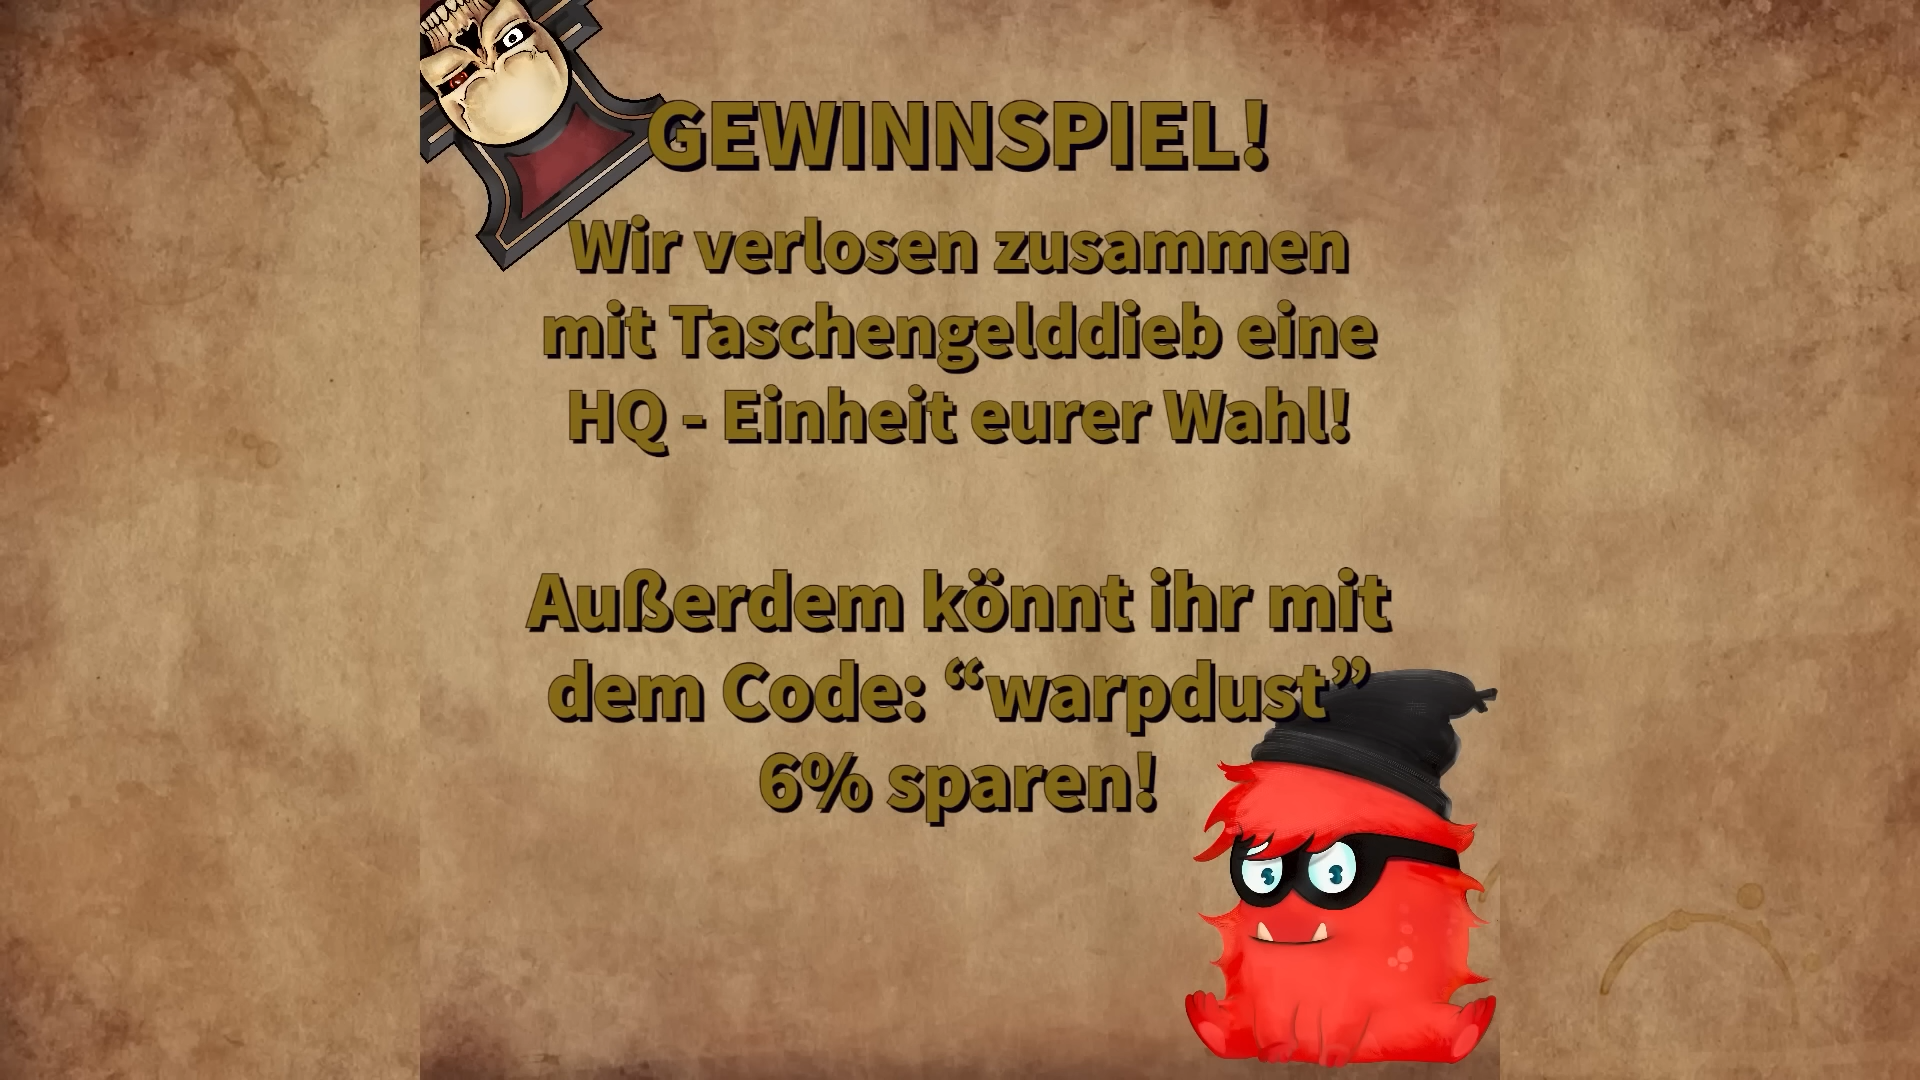 GEWINNSPIEL!
Wir verlosen zusammen
mit Taschengelddieb eine
HQ - Einheit eurer Wahl!
Außerdem könnt ihr mit
dem Code: “warpdust”
6% sparen!